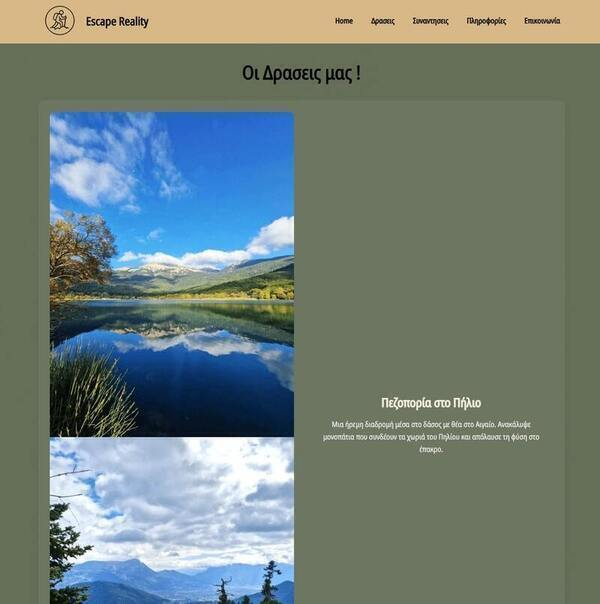 Escape Reality
Home Δρασεις Συναντησεις Πληροφορίες Επικοινωνία
Οι Δρασεις μας !
Πεζοπορία στο Πήλιο
Μια ήρεμη διαδρομή μέσα στο δάσος με θέα στο Αιγαίο. Ανακάλυψε
μονοπάτια που συνδέουν τα χωριά του Πηλίου και απόλαυσε τη φύση στο
έπακρο.